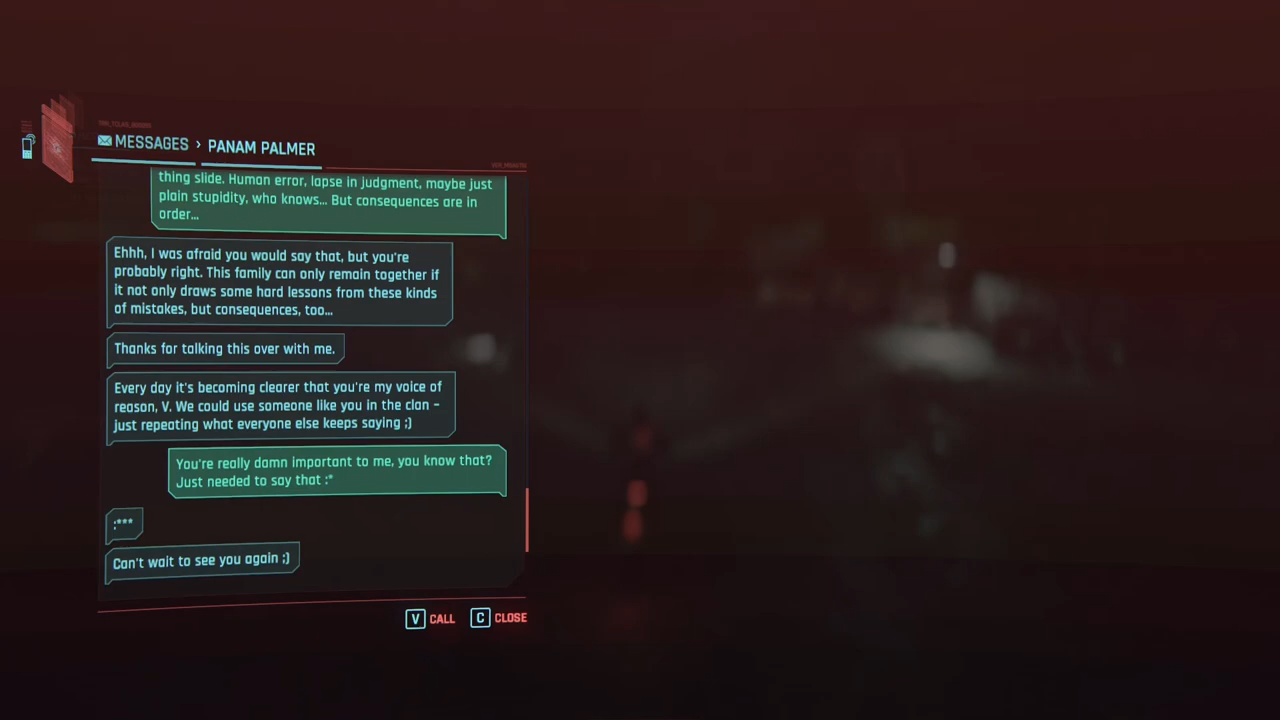 MESSAGES › PANAM PALMER
thing slide. Human error, lapse in judgment, maybe just
plain stupidity, who knows... But consequences are in
order...
Ehhh, I was afraid you would say that, but you're
probably right. This family can only remain together if
it not only draws some hard lessons from these kinds
of mistakes, but consequences, too...
Thanks for talking this over with me.
Every day it's becoming clearer that you're my voice of
reason, V. We could use someone like you in the clan –
just repeating what everyone else keeps saying ;)
You're really damn important to me, you know that?
Just needed to say that :*
:***
Can't wait to see you again ;)
V CALL C CLOSE